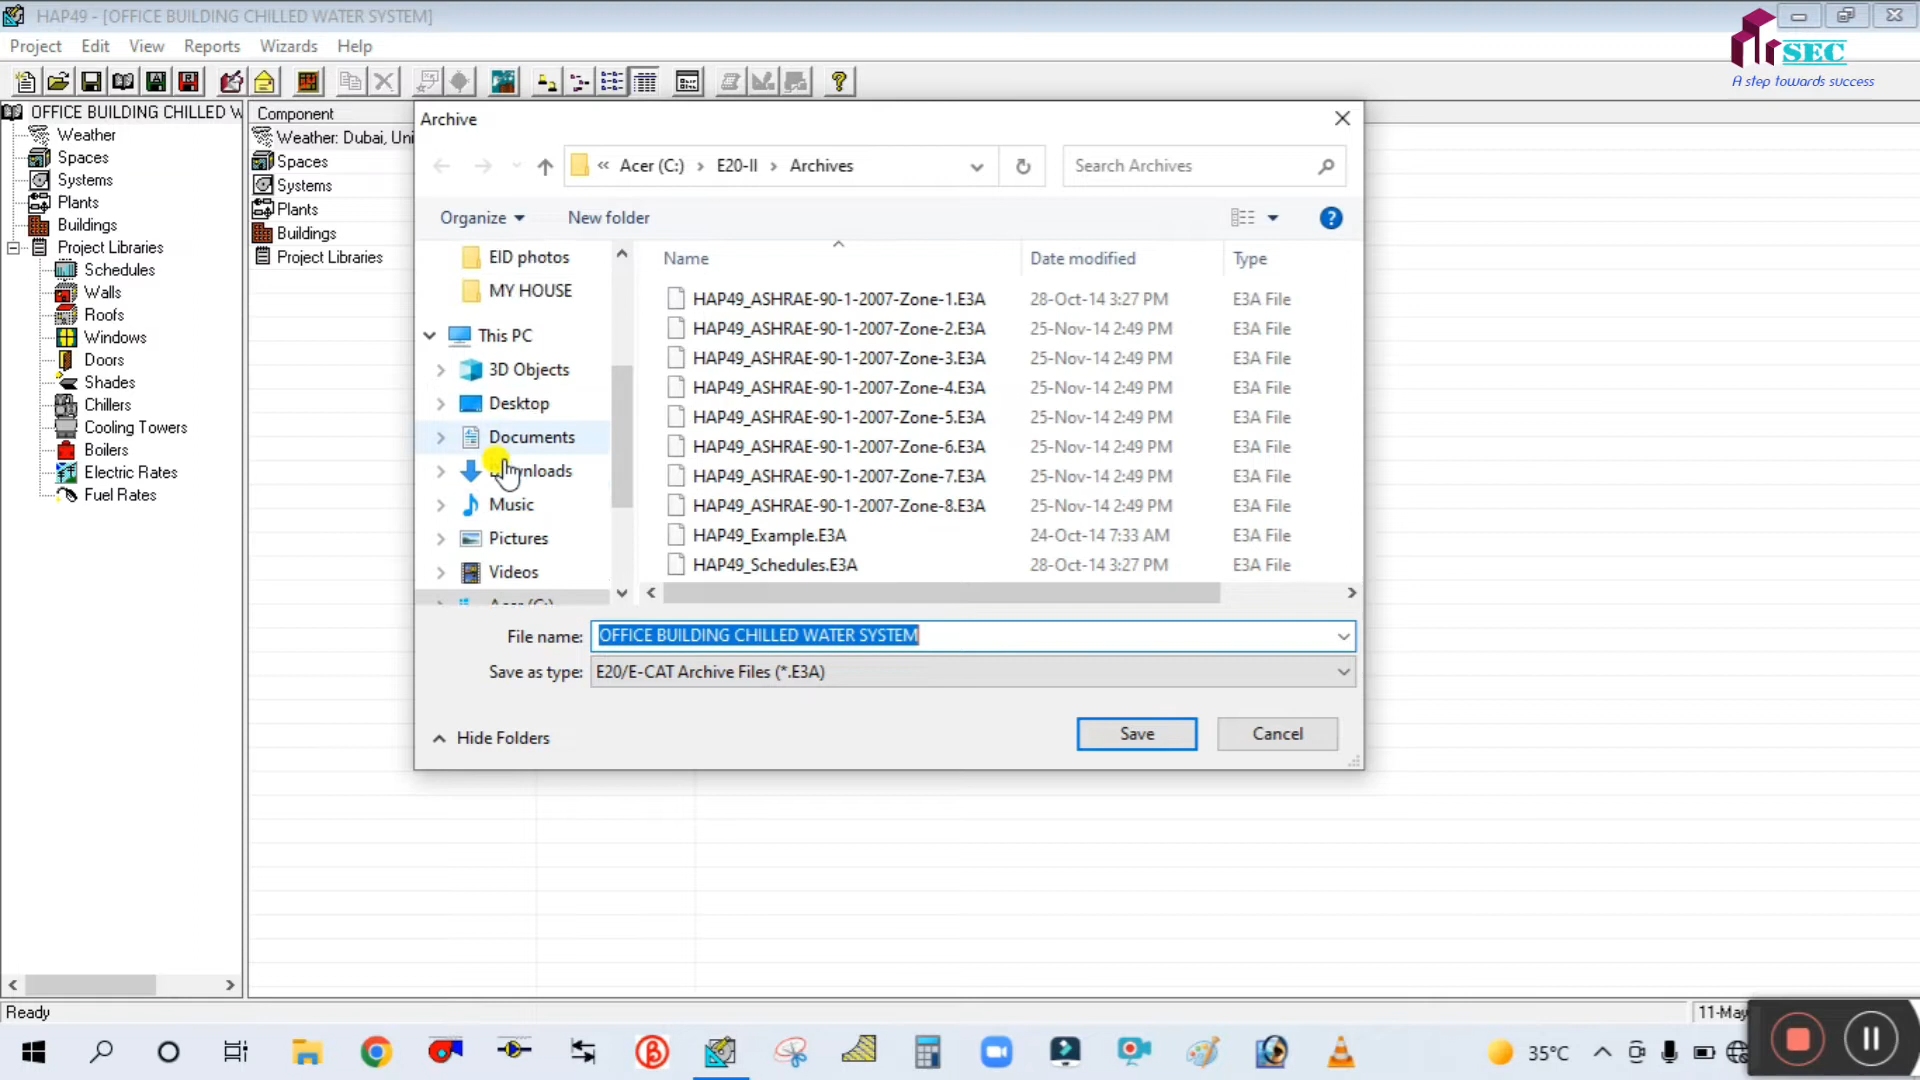 HAP49 - [OFFICE BUILDING CHILLED WATER SYSTEM]
Project Edit View Reports Wizards Help
SEC
A step towards success
OFFICE BUILDING CHILLED W
Weather
Spaces
Systems
Plants
Buildings
Project Libraries
Schedules
Walls
Roofs
Windows
Doors
Shades
Chillers
Cooling Towers
Boilers
Electric Rates
Fuel Rates
Component
Weather: Dubai, Uni
Spaces
Systems
Plants
Buildings
Project Libraries
Archive
« Acer (C:) › E20-II › Archives
Search Archives
Organize New folder
EID photos
MY HOUSE
This PC
3D Objects
Desktop
Documents
Music
Pictures
Videos
Acer (C:)
Name Date modified Type
HAP49_ASHRAE-90-1-2007-Zone-1.E3A 28-Oct-14 3:27 PM E3A File
HAP49_ASHRAE-90-1-2007-Zone-2.E3A 25-Nov-14 2:49 PM E3A File
HAP49_ASHRAE-90-1-2007-Zone-3.E3A 25-Nov-14 2:49 PM E3A File
HAP49_ASHRAE-90-1-2007-Zone-4.E3A 25-Nov-14 2:49 PM E3A File
HAP49_ASHRAE-90-1-2007-Zone-5.E3A 25-Nov-14 2:49 PM E3A File
HAP49_ASHRAE-90-1-2007-Zone-6.E3A 25-Nov-14 2:49 PM E3A File
HAP49_ASHRAE-90-1-2007-Zone-7.E3A 25-Nov-14 2:49 PM E3A File
HAP49_ASHRAE-90-1-2007-Zone-8.E3A 25-Nov-14 2:49 PM E3A File
HAP49_Example.E3A 24-Oct-14 7:33 AM E3A File
HAP49_Schedules.E3A 28-Oct-14 3:27 PM E3A File
File name: OFFICE BUILDING CHILLED WATER SYSTEM
Save as type: E20/E-CAT Archive Files (*.E3A)
Hide Folders
Save
Cancel
Ready
11-May
35°C